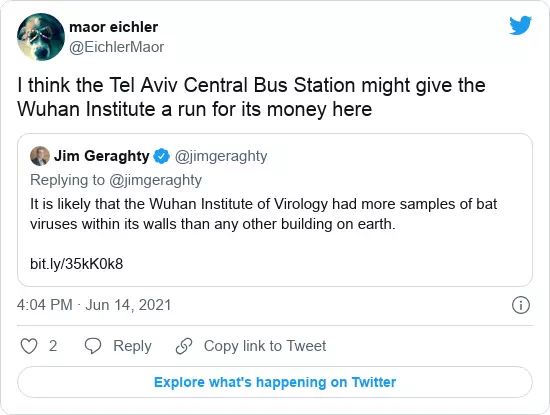 maor eichler
@EichlerMaor
I think the Tel Aviv Central Bus Station might give the
Wuhan Institute a run for its money here
Jim Geraghty @jimgeraghty
Replying to @jimgeraghty
It is likely that the Wuhan Institute of Virology had more samples of bat
viruses within its walls than any other building on earth.
bit.ly/35kK0k8
4:04 PM · Jun 14, 2021
2 Reply Copy link to Tweet
Explore what's happening on Twitter